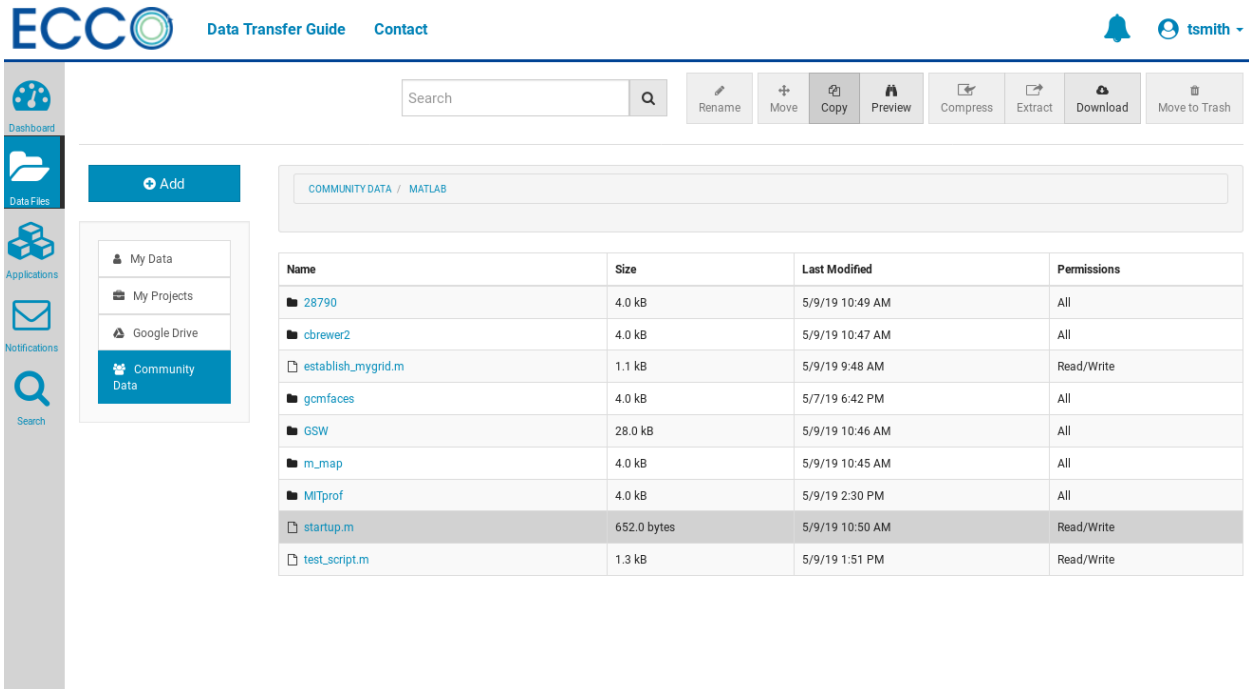 ECCO Data Transfer Guide Contact tsmith
Search Rename Move Copy Preview Compress Extract Download Move to Trash
Dashboard
Data Files
Applications
Notifications
Search
Add
My Data
My Projects
Google Drive
Community
Data
COMMUNITY DATA / MATLAB
Name Size Last Modified Permissions
28790 4.0 kB 5/9/19 10:49 AM All
cbrewer2 4.0 kB 5/9/19 10:47 AM All
establish_mygrid.m 1.1 kB 5/9/19 9:48 AM Read/Write
gcmfaces 4.0 kB 5/7/19 6:42 PM All
GSW 28.0 kB 5/9/19 10:46 AM All
m_map 4.0 kB 5/9/19 10:45 AM All
MITprof 4.0 kB 5/9/19 2:30 PM All
startup.m 652.0 bytes 5/9/19 10:50 AM Read/Write
test_script.m 1.3 kB 5/9/19 1:51 PM Read/Write